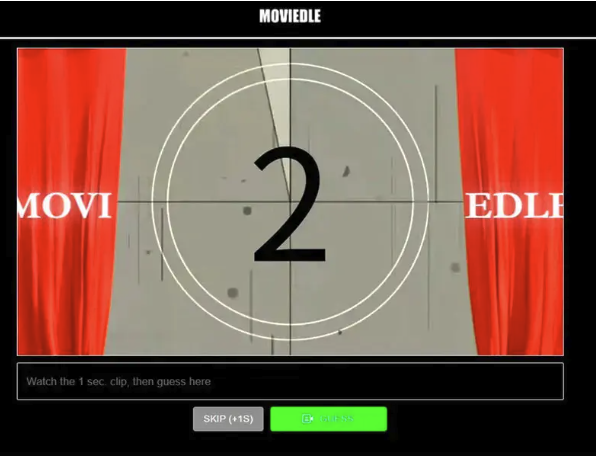 MOVIEDLE
2
MOVI EDLE
Watch the 1 sec. clip, then guess here
SKIP (+1S)